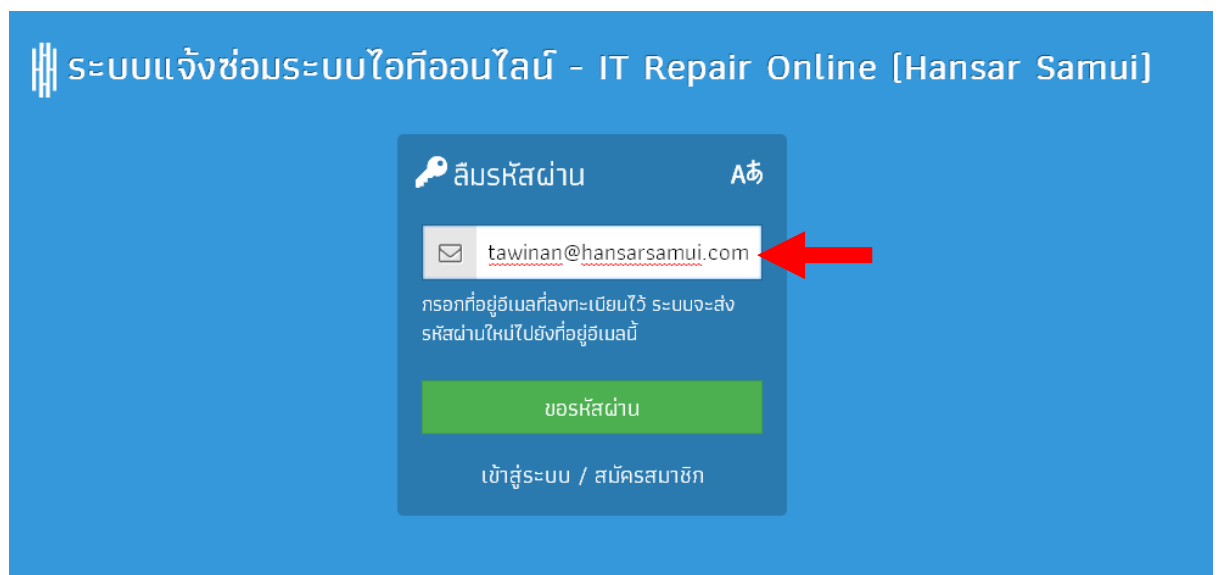 ระบบแจ้งซ่อมระบบไอทีออนไลน์ - IT Repair Online [Hansar Samui]
ลืมรหัสผ่าน Aあ
tawinan@hansarsamui.com
กรอกที่อยู่อีเมลที่ลงทะเบียนไว้ ระบบจะส่ง
รหัสผ่านใหม่ไปยังที่อยู่อีเมลนี้
ขอรหัสผ่าน
เข้าสู่ระบบ / สมัครสมาชิก